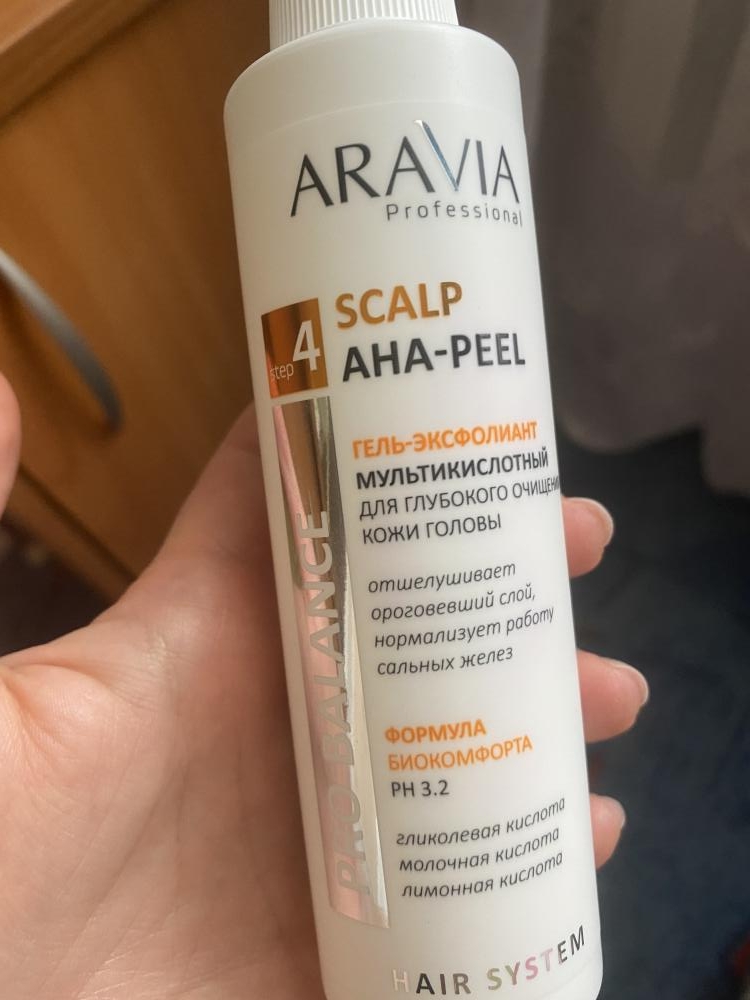 ARAVIA
Professional
step 4
SCALP
AHA-PEEL
ГЕЛЬ-ЭКСФОЛИАНТ
МУЛЬТИКИСЛОТНЫЙ
ДЛЯ ГЛУБОКОГО ОЧИЩЕНИ
КОЖИ ГОЛОВЫ
отшелушивает
ороговевший слой,
нормализует работу
сальных желез
PRO BALANCE
ФОРМУЛА
БИОКОМФОРТА
PH 3.2
гликолевая кислота
молочная кислота
лимонная кислота
HAIR SYSTEM